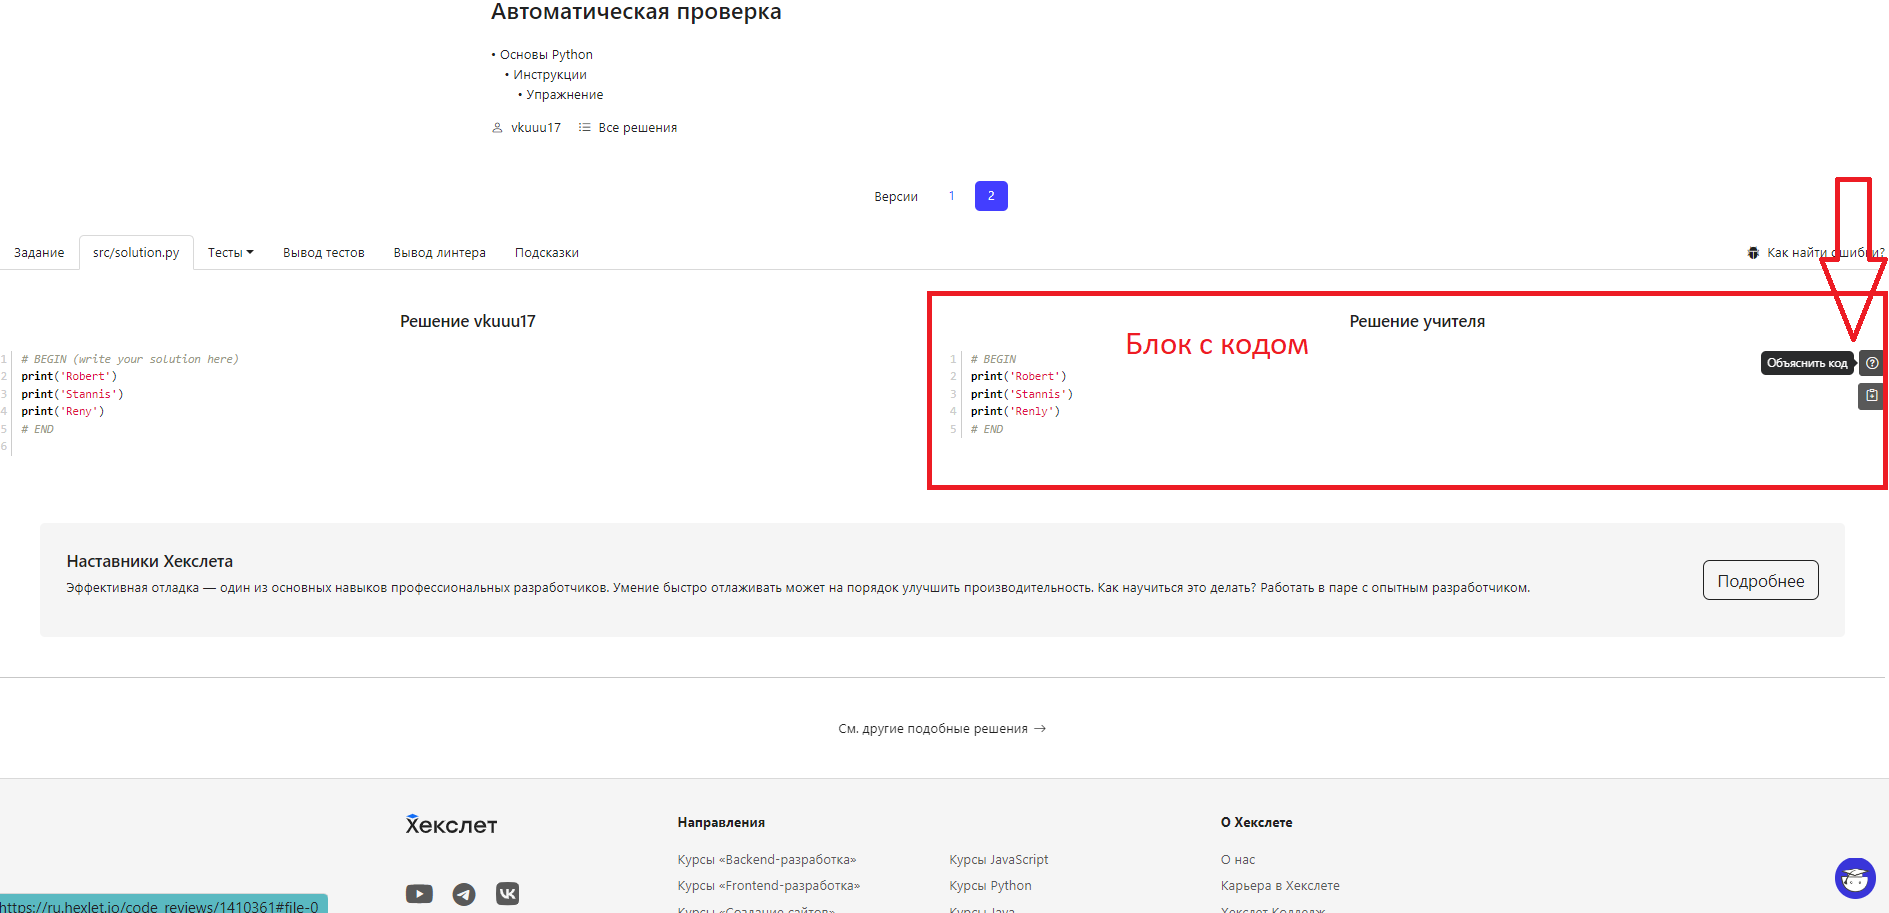 Автоматическая проверка
• Основы Python
• Инструкции
• Упражнение
vkuuu17 Все решения
Версии 1 2
Задание src/solution.py Тесты Вывод тестов Вывод линтера Подсказки Как найти ошибки?
Решение vkuuu17
1 # BEGIN (write your solution here)
2 print('Robert')
3 print('Stannis')
4 print('Reny')
5 # END
6
Решение учителя
Блок с кодом
Объяснить код
1 # BEGIN
2 print('Robert')
3 print('Stannis')
4 print('Renly')
5 # END
Наставники Хекслета
Эффективная отладка — один из основных навыков профессиональных разработчиков. Умение быстро отлаживать может на порядок улучшить производительность. Как научиться это делать? Работать в паре с опытным разработчиком.
Подробнее
См. другие подобные решения →
Хекслет
Направления
Курсы «Backend-разработка»
Курсы «Frontend-разработка»
Курсы «Создание сайтов»
Курсы JavaScript
Курсы Python
Курсы Java
О Хекслете
О нас
Карьера в Хекслете
Хекслет Колледж
https://ru.hexlet.io/code_reviews/1410361#file-0